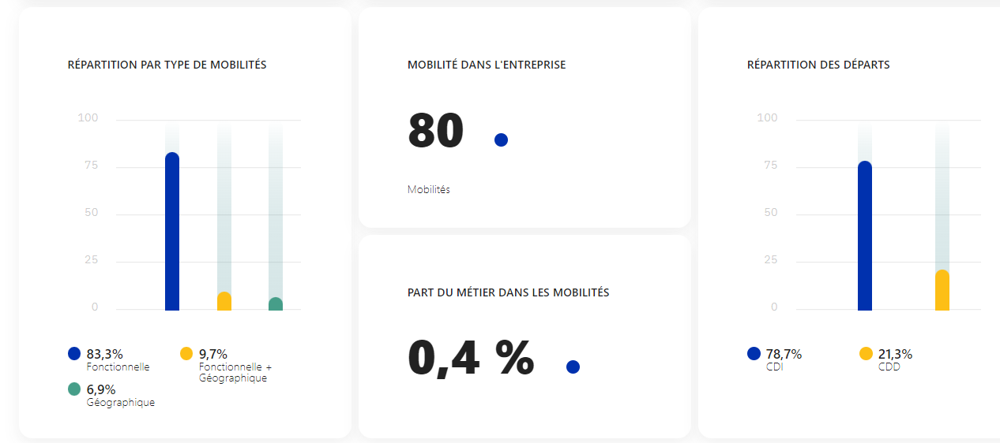 RÉPARTITION PAR TYPE DE MOBILITÉS
100
75
50
25
0
83,3%
Fonctionnelle
9,7%
Fonctionnelle +
Géographique
6,9%
Géographique
MOBILITÉ DANS L'ENTREPRISE
80
Mobilités
PART DU MÉTIER DANS LES MOBILITÉS
0,4 %
RÉPARTITION DES DÉPARTS
100
75
50
25
0
78,7%
CDI
21,3%
CDD